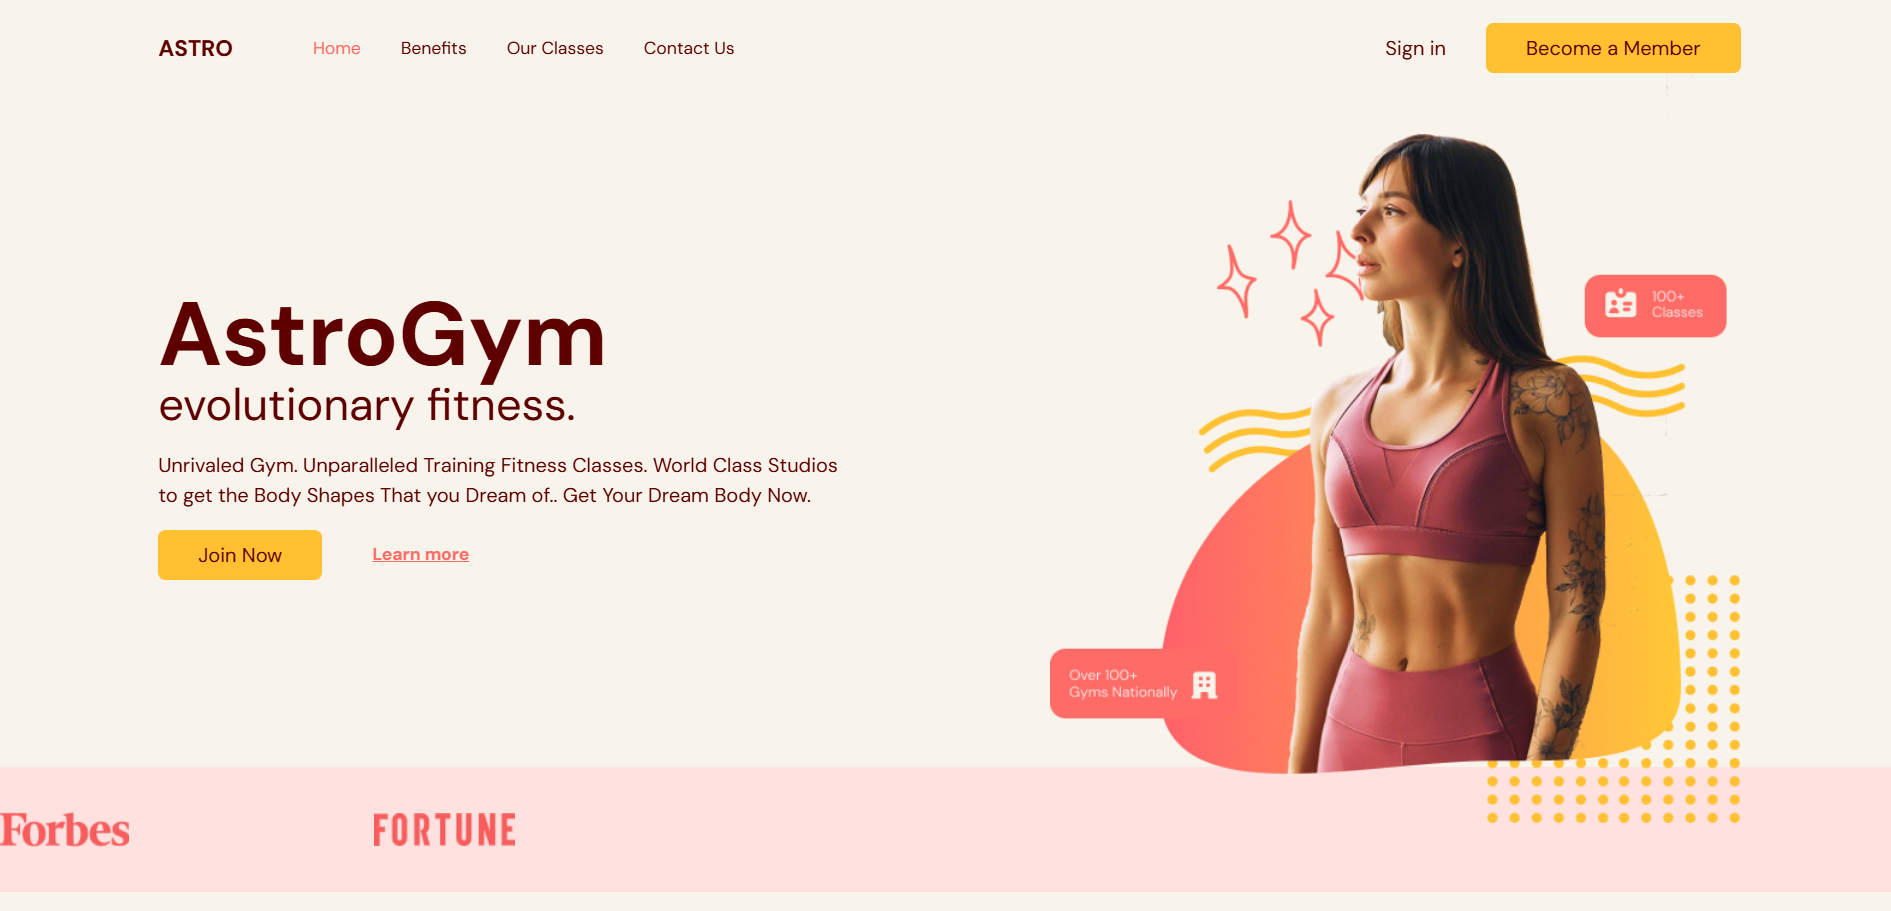 ASTRO
Home
Benefits
Our Classes
Contact Us
Sign in
Become a Member
AstroGym
evolutionary fitness.
Unrivaled Gym. Unparalleled Training Fitness Classes. World Class Studios
to get the Body Shapes That you Dream of.. Get Your Dream Body Now.
Join Now
Learn more
100+
Classes
Over 100+
Gyms Nationally
Forbes
FORTUNE